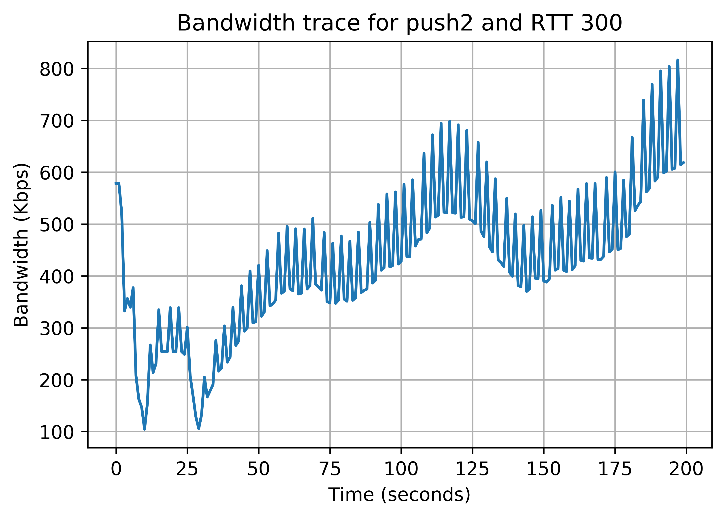 Bandwidth trace for push2 and RTT 300
800
700
600
500
400
300
200
100
Bandwidth (Kbps)
0 25 50 75 100 125 150 175 200
Time (seconds)